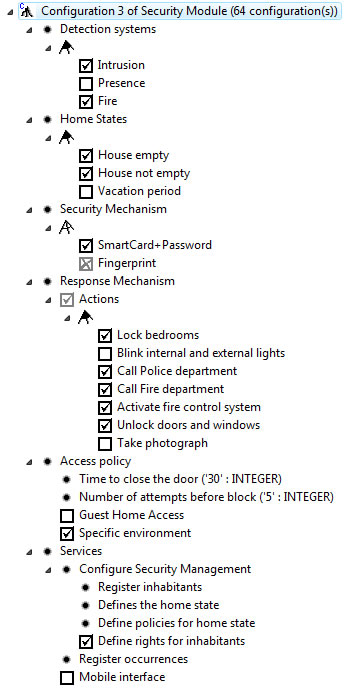 Configuration 3 of Security Module (64 configuration(s))
Detection systems
Intrusion
Presence
Fire
Home States
House empty
House not empty
Vacation period
Security Mechanism
SmartCard+Password
Fingerprint
Response Mechanism
Actions
Lock bedrooms
Blink internal and external lights
Call Police department
Call Fire department
Activate fire control system
Unlock doors and windows
Take photograph
Access policy
Time to close the door ('30' : INTEGER)
Number of attempts before block ('5' : INTEGER)
Guest Home Access
Specific environment
Services
Configure Security Management
Register inhabitants
Defines the home state
Define policies for home state
Define rights for inhabitants
Register occurrences
Mobile interface